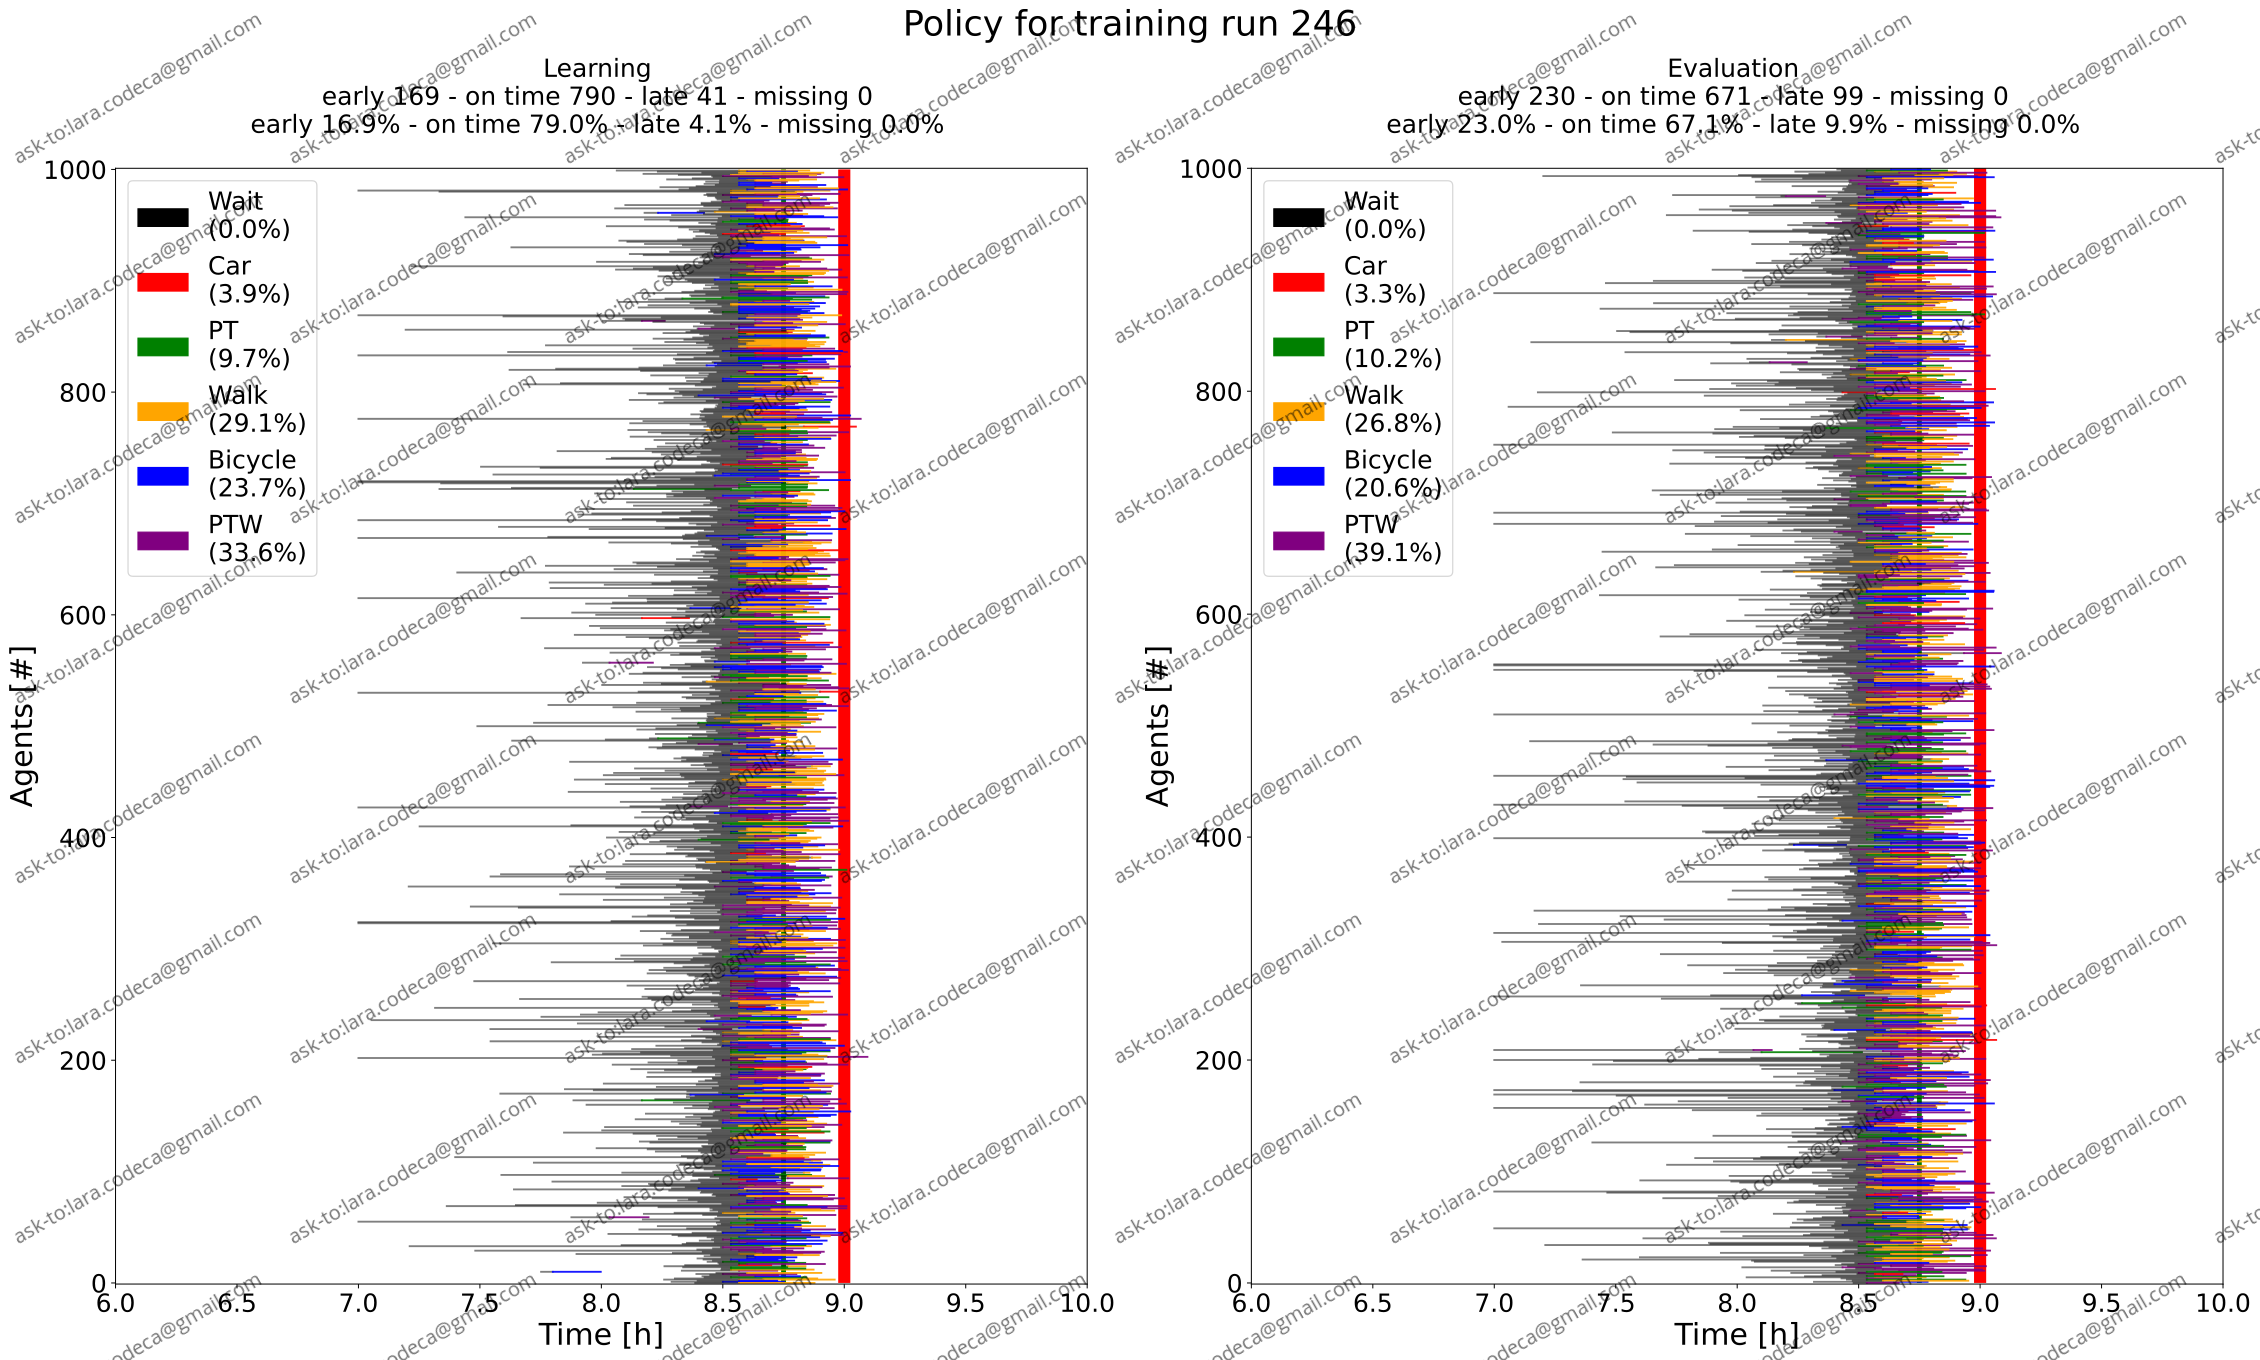 Policy for training run 246
Learning
early 169 - on time 790 - late 41 - missing 0
early 16.9% - on time 79.0% - late 4.1% - missing 0.0%
1000
800
600
400
200
0
Agents [#]
Wait
(0.0%)
Car
(3.9%)
PT
(9.7%)
Walk
(29.1%)
Bicycle
(23.7%)
PTW
(33.6%)
6.0 6.5 7.0 7.5 8.0 8.5 9.0 9.5 10.0
Time [h]
Evaluation
early 230 - on time 671 - late 99 - missing 0
early 23.0% - on time 67.1% - late 9.9% - missing 0.0%
1000
800
600
400
200
0
Agents [#]
Wait
(0.0%)
Car
(3.3%)
PT
(10.2%)
Walk
(26.8%)
Bicycle
(20.6%)
PTW
(39.1%)
6.0 6.5 7.0 7.5 8.0 8.5 9.0 9.5 10.0
Time [h]
ask-to:lara.codeca@gmail.com